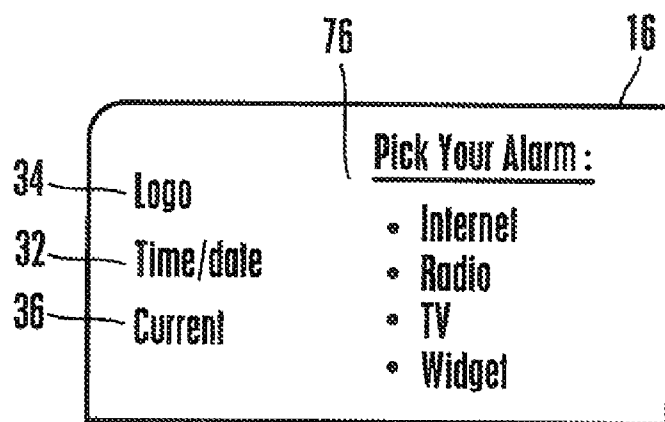 76 16
Pick Your Alarm :
34 Logo
• Internet
32 Time/date
• Radio
36 Current
• TV
• Widget